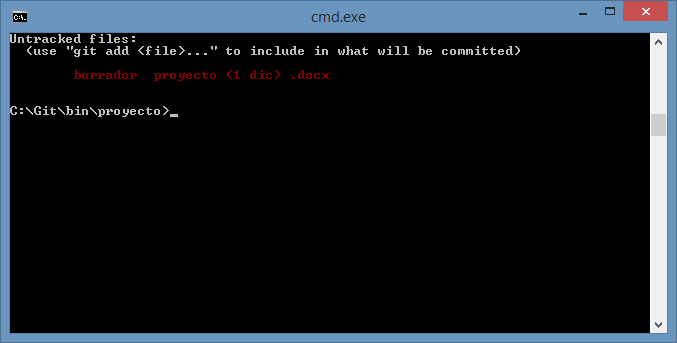 cmd.exe
Untracked files:
  (use "git add <file>..." to include in what will be committed)
        borrador  proyecto (1 dic) .docx
C:\Git\bin\proyecto>_